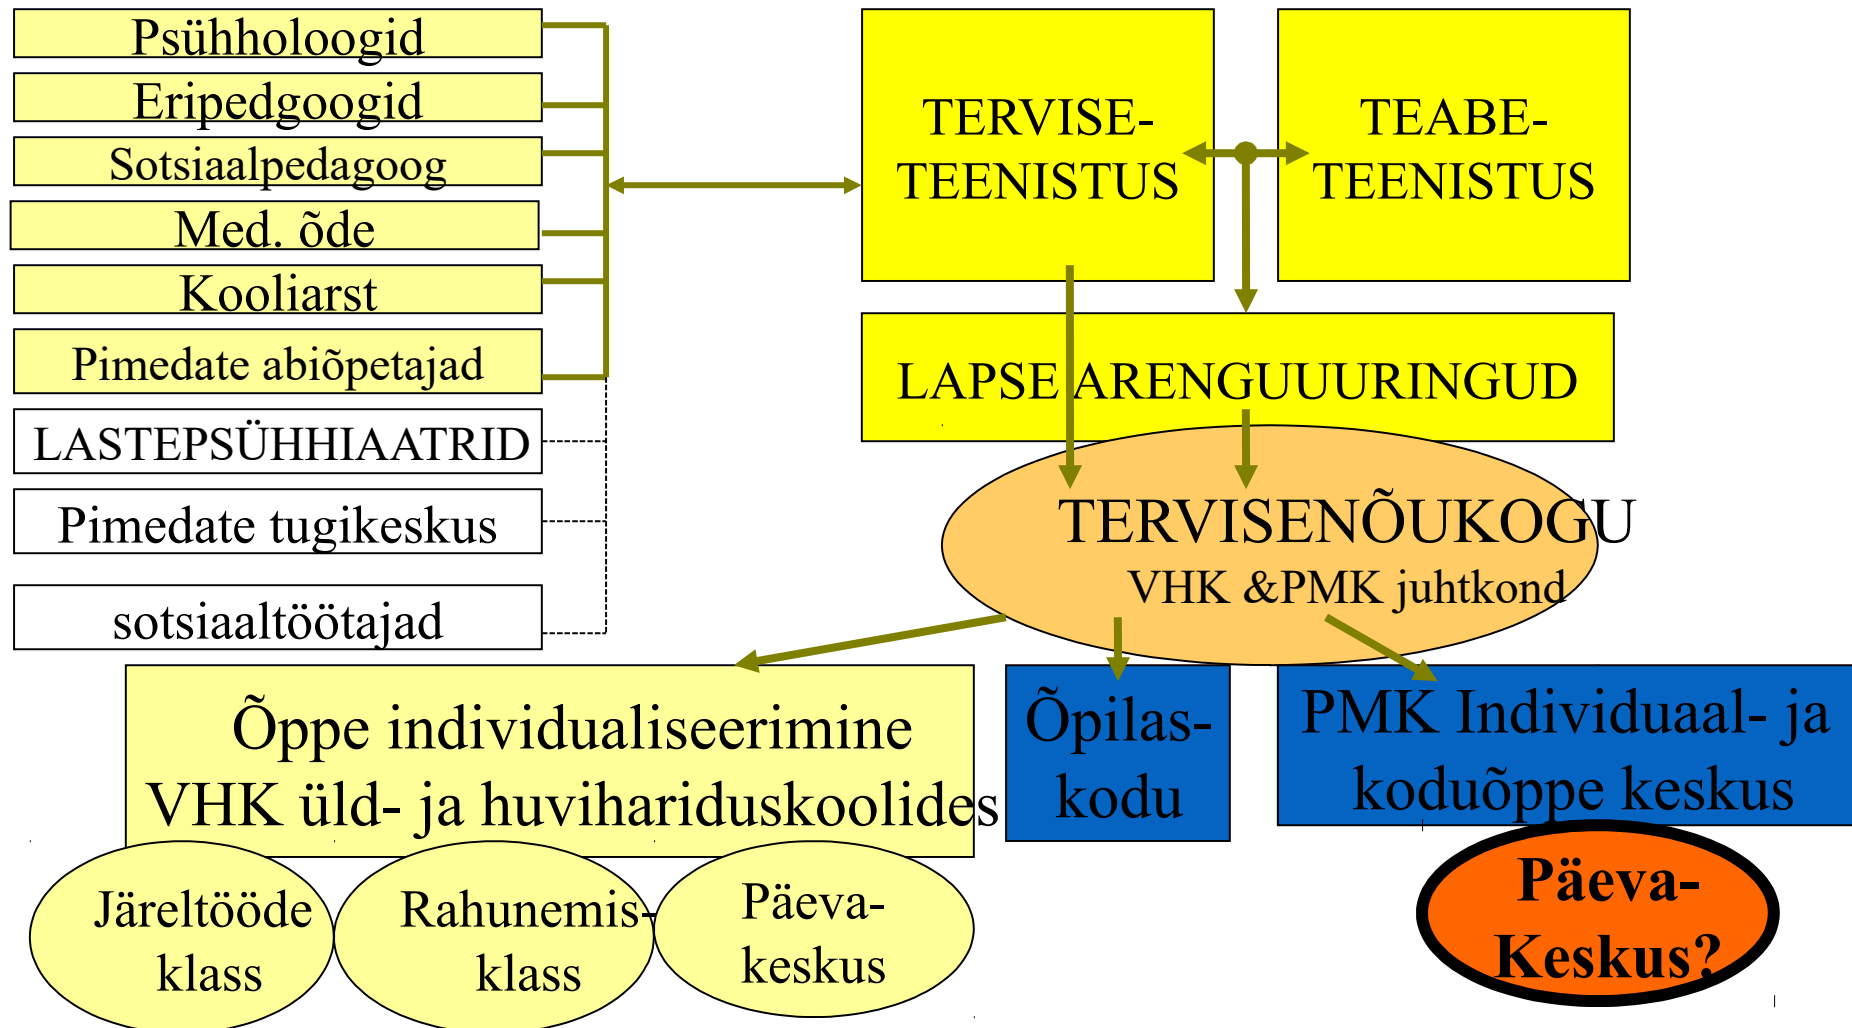 Psühholoogid
Eripedgoogid
Sotsiaalpedagoog
Med. õde
Kooliarst
Pimedate abiõpetajad
LASTEPSÜHHIAATRID
Pimedate tugikeskus
sotsiaaltöötajad
TERVISE-
TEENISTUS
TEABE-
TEENISTUS
LAPSE ARENGUUURINGUD
TERVISENÕUKOGU
VHK &PMK juhtkond
Õppe individualiseerimine
VHK üld- ja huvihariduskoolides
Õpilas-
kodu
PMK Individuaal- ja
koduõppe keskus
Järeltööde
klass
Rahunemis-
klass
Päeva-
keskus
Päeva-
Keskus?